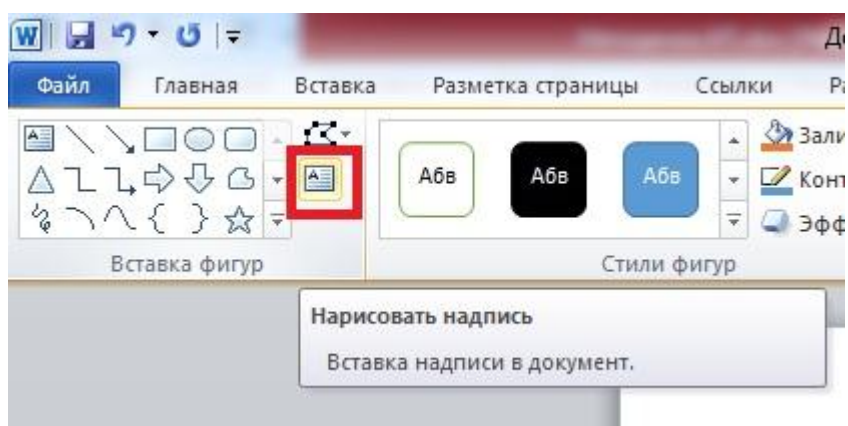 Файл Главная Вставка Разметка страницы Ссылки
Абв Абв Абв
Вставка фигур Стили фигур
Нарисовать надпись
Вставка надписи в документ.